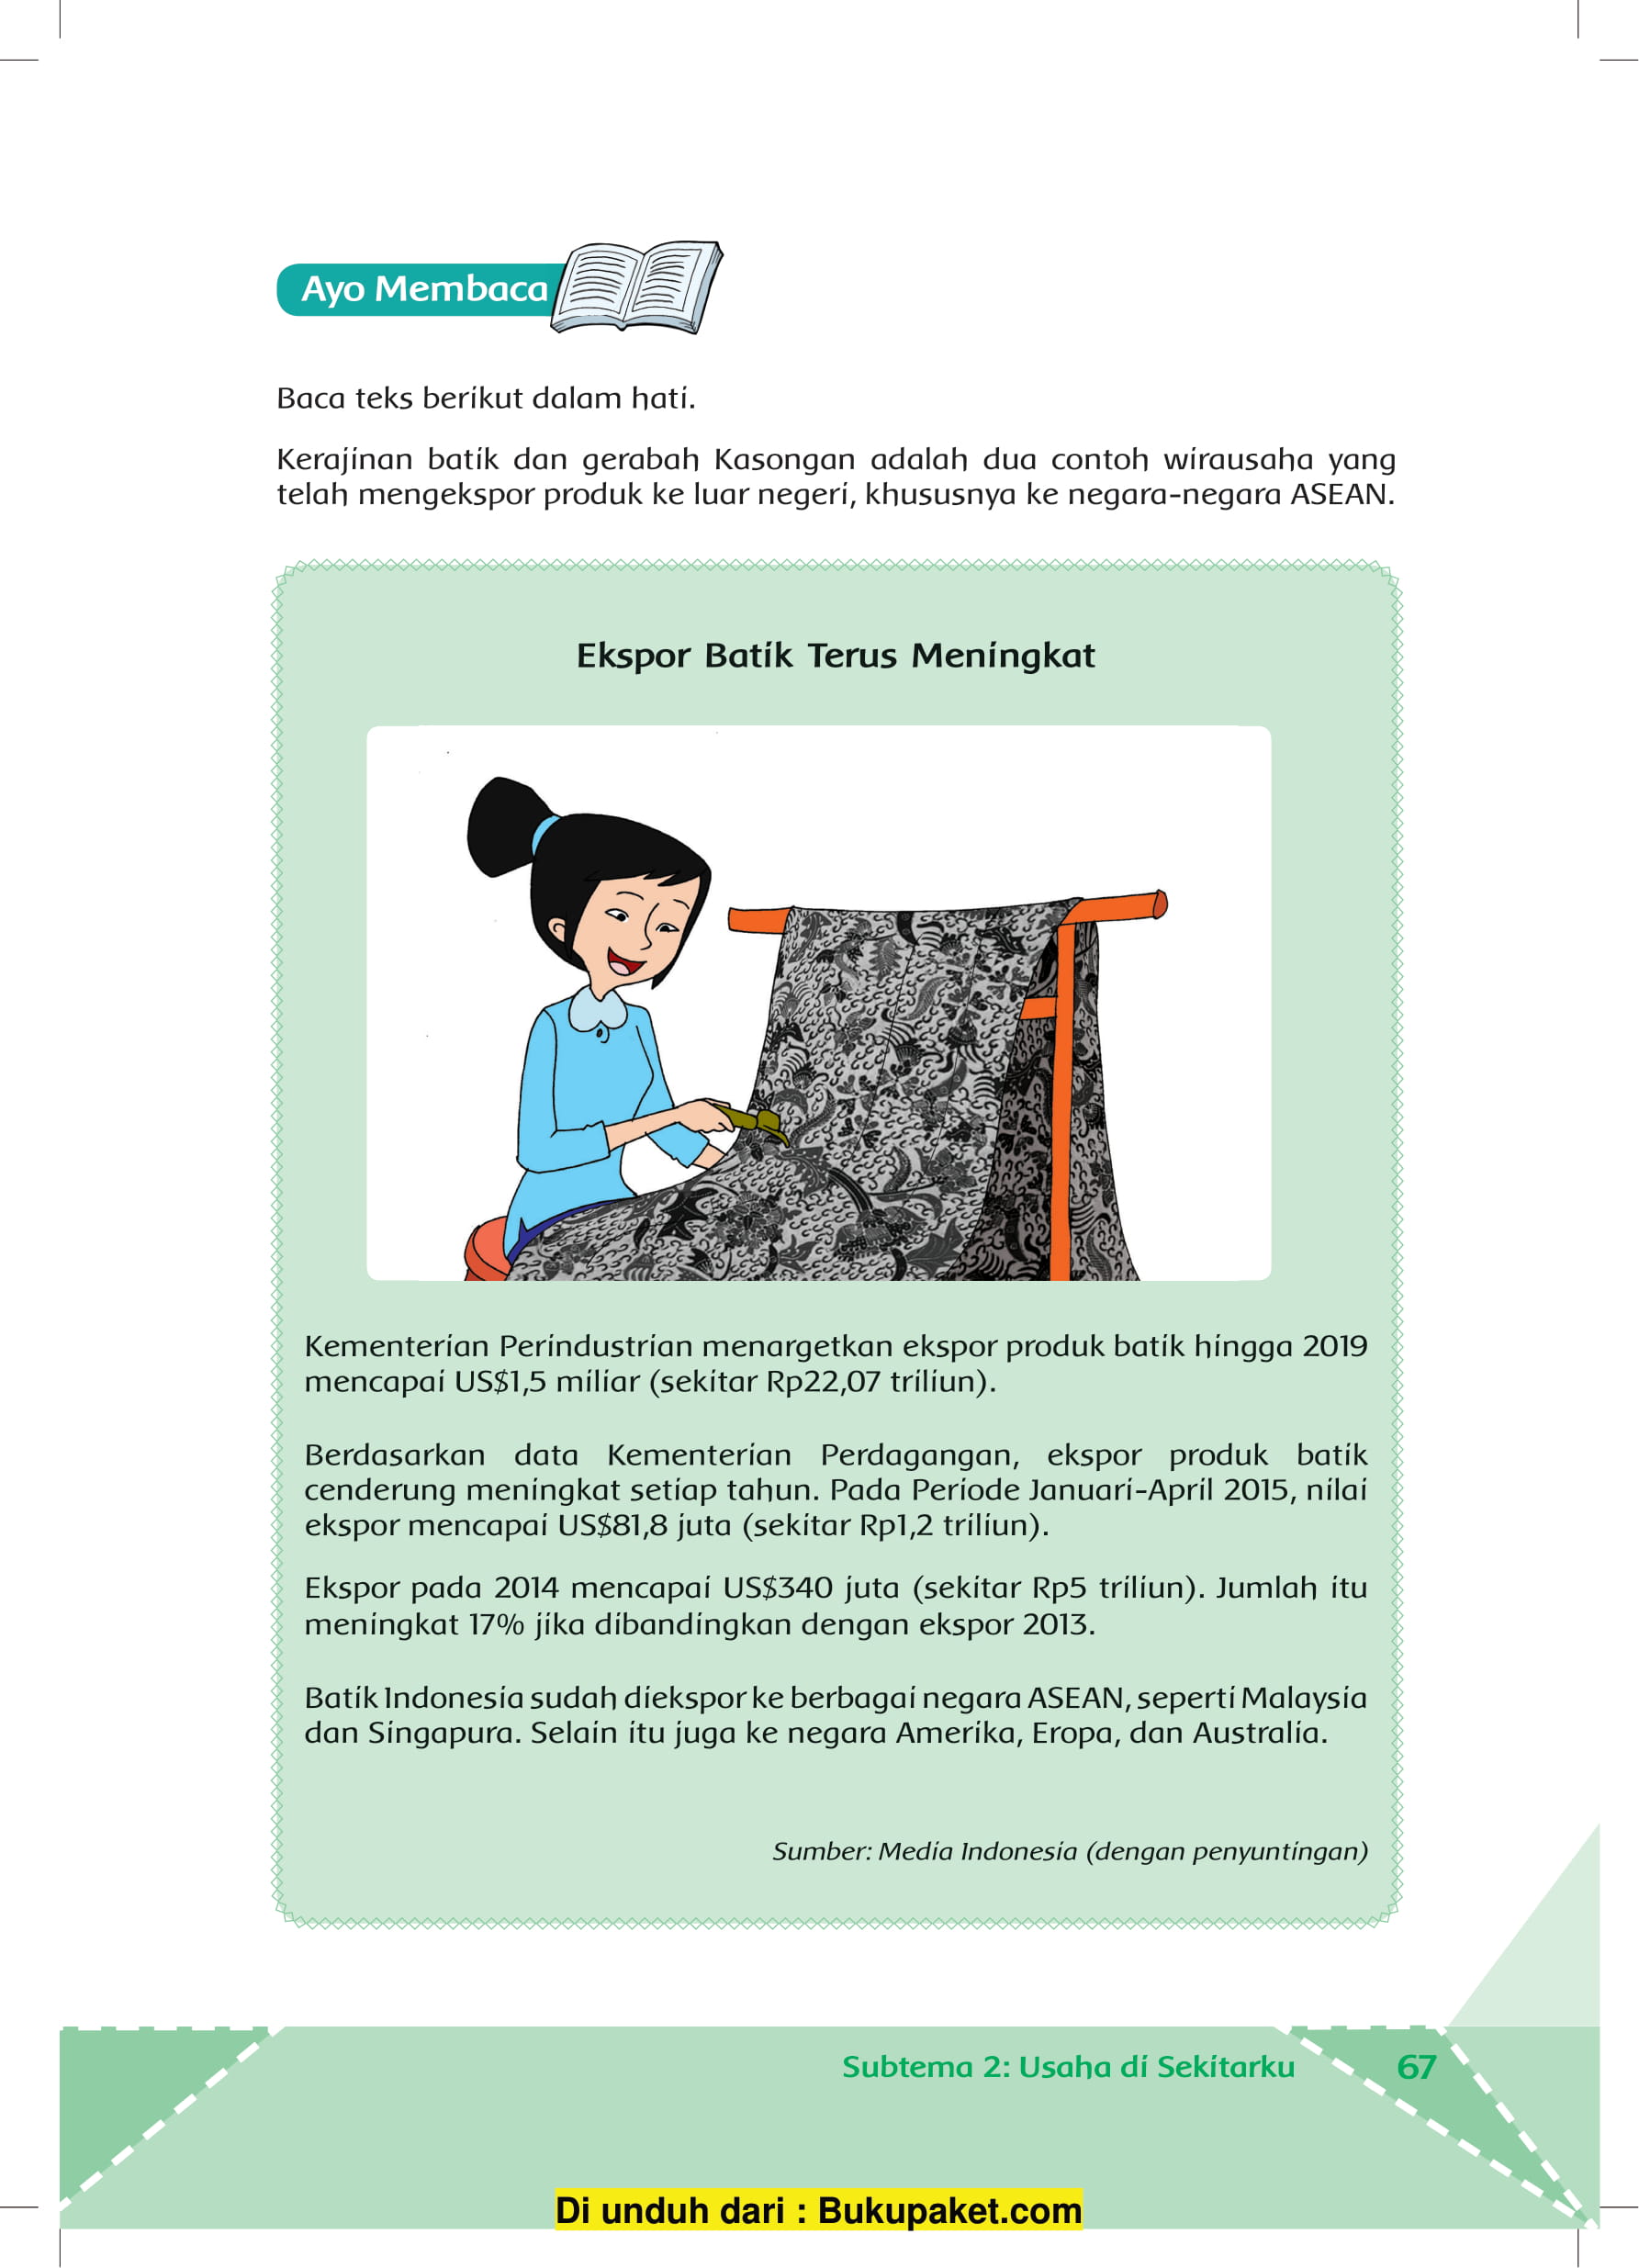 Ayo Membaca
Baca teks berikut dalam hati.
Kerajinan batik dan gerabah Kasongan adalah dua contoh wirausaha yang
telah mengekspor produk ke luar negeri, khususnya ke negara-negara ASEAN.
Ekspor Batik Terus Meningkat
Kementerian Perindustrian menargetkan ekspor produk batik hingga 2019
mencapai US$1,5 miliar (sekitar Rp22,07 triliun).
Berdasarkan data Kementerian Perdagangan, ekspor produk batik
cenderung meningkat setiap tahun. Pada Periode Januari-April 2015, nilai
ekspor mencapai US$81,8 juta (sekitar Rp1,2 triliun).
Ekspor pada 2014 mencapai US$340 juta (sekitar Rp5 triliun). Jumlah itu
meningkat 17% jika dibandingkan dengan ekspor 2013.
Batik Indonesia sudah diekspor ke berbagai negara ASEAN, seperti Malaysia
dan Singapura. Selain itu juga ke negara Amerika, Eropa, dan Australia.
Sumber: Media Indonesia (dengan penyuntingan)
Subtema 2: Usaha di Sekitarku 67
Di unduh dari : Bukupaket.com